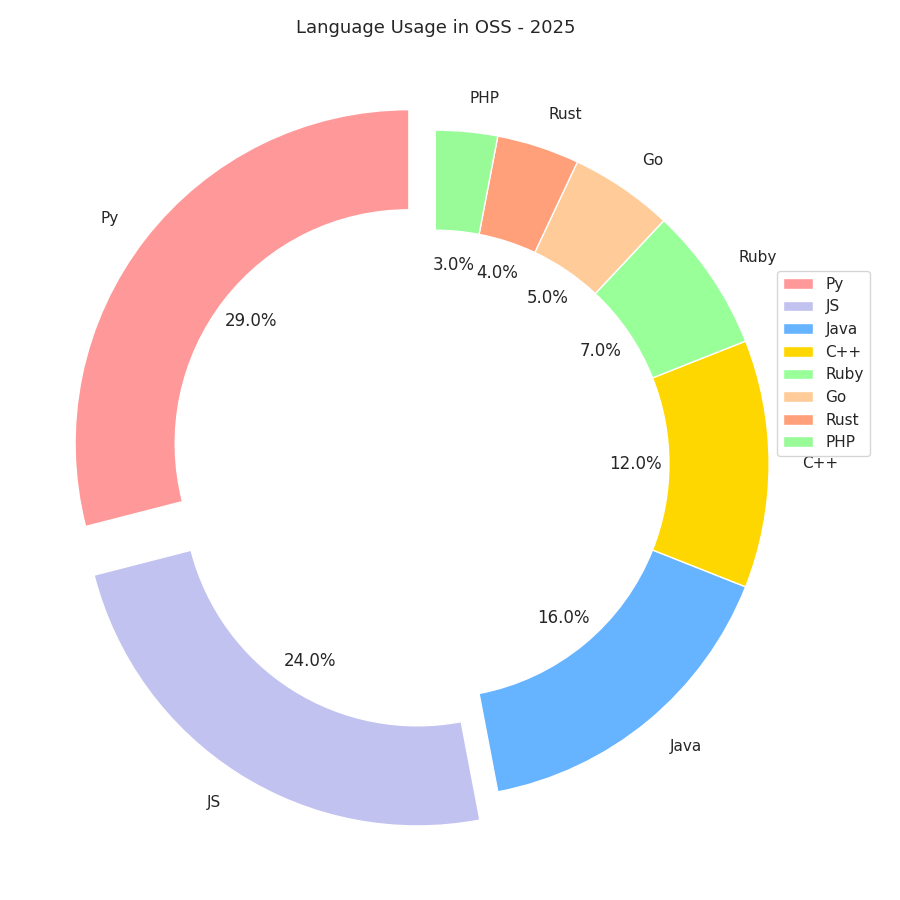 Language Usage in OSS - 2025
PHP
Rust
Go
Py
Ruby
3.0%
4.0%
5.0%
29.0%
7.0%
12.0%
C++
16.0%
24.0%
Java
JS
Py
JS
Java
C++
Ruby
Go
Rust
PHP